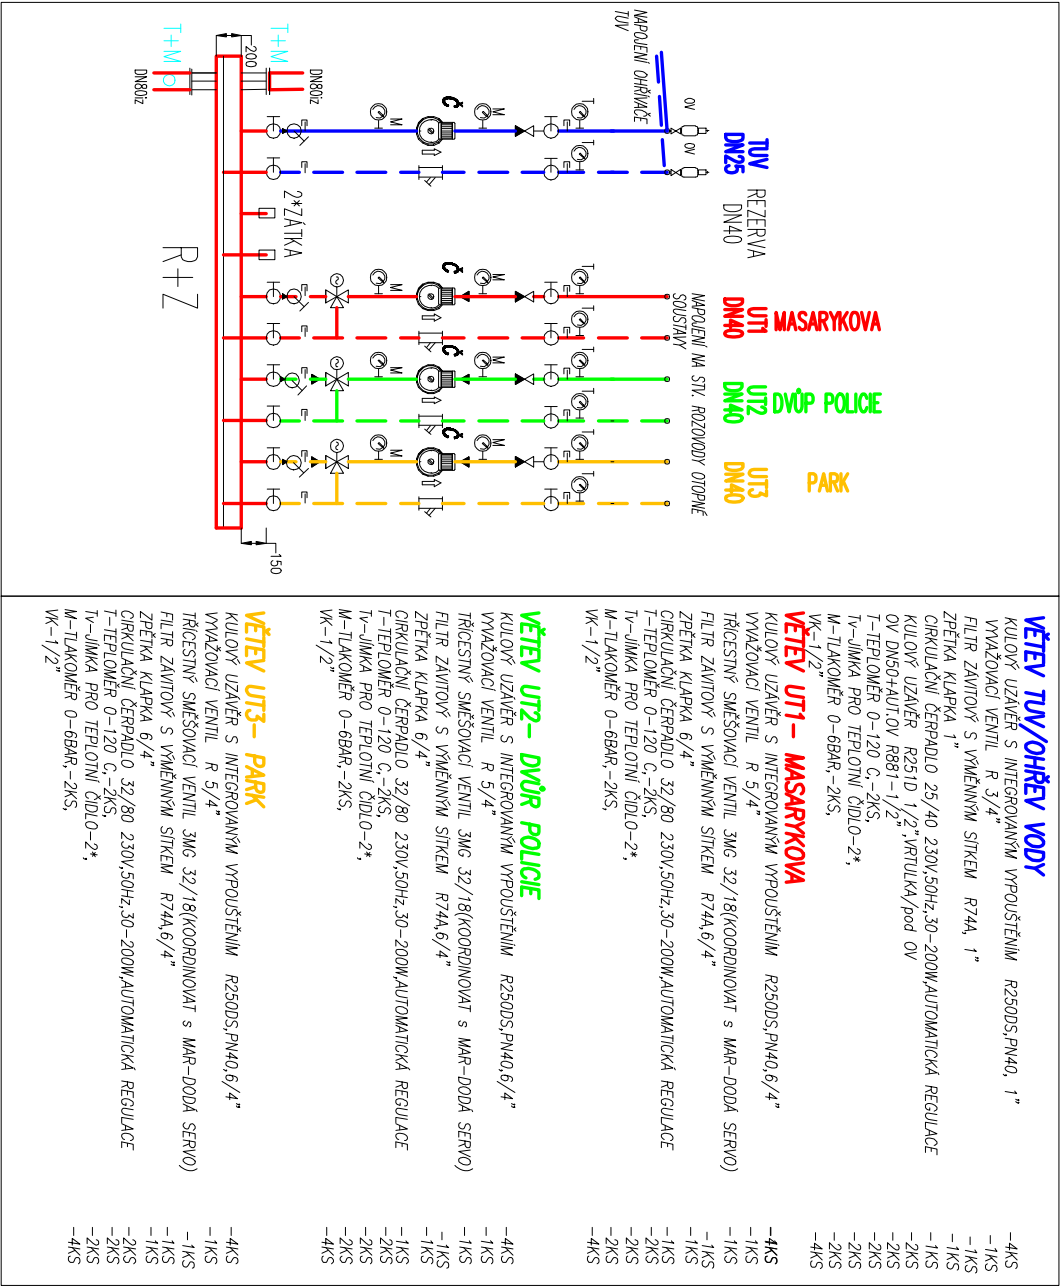 TUV
DN25
REZERVA
DN40
UT1 MASARYKOVA
DN40
UT2 DVŮP POLICIE
DN40
UT3 PARK
DN40
OV
OV
NAPOJENÍ OHŘÍVAČE
TUV
NAPOJENÍ NA STV. ROZOVODY OTOPNÉ
SOUSTAVY
T
T
T
T
T
T
T
T
M
M
M
M
Č
Č
Č
Č
M
M
M
M
2*ZÁTKA
T+M
T+M
DN80iz
DN80iz
200
150
R+Z
VĚTEV TUV/OHŘEV VODY
KULOVÝ UZÁVĚR S INTEGROVANÝM VYPOUŠTĚNÍM R250DS,PN40, 1" -4KS
VYVAŽOVACÍ VENTIL R 3/4" -1KS
FILTR ZÁVITOVÝ S VÝMĚNNÝM SÍTKEM R74A, 1" -1KS
ZPĚTKA KLAPKA 1" -1KS
CIRKULAČNÍ ČERPADLO 25/40 230V,50Hz,30-200W,AUTOMATICKÁ REGULACE -1KS
KULOVÝ UZÁVĚR R251D 1/2",VRTULKA/pod OV -2KS
OV DN50+AUT.OV R881-1/2" -2KS
T-TEPLOMĚR 0-120 C,-2KS, -2KS
Tv-JÍMKA PRO TEPLOTNÍ ČIDLO-2*, -2KS
M-TLAKOMĚR 0-6BAR,-2KS, -2KS
VK-1/2" -4KS
VĚTEV UT1- MASARYKOVA
KULOVÝ UZÁVĚR S INTEGROVANÝM VYPOUŠTĚNÍM R250DS,PN40,6/4" -4KS
VYVAŽOVACÍ VENTIL R 5/4" -1KS
TŘÍCESTNÝ SMĚŠOVACÍ VENTIL 3MG 32/18(KOORDINOVAT s MAR-DODÁ SERVO) -1KS
FILTR ZÁVITOVÝ S VÝMĚNNÝM SÍTKEM R74A,6/4" -1KS
ZPĚTKA KLAPKA 6/4" -1KS
CIRKULAČNÍ ČERPADLO 32/80 230V,50Hz,30-200W,AUTOMATICKÁ REGULACE -1KS
T-TEPLOMĚR 0-120 C,-2KS, -2KS
Tv-JÍMKA PRO TEPLOTNÍ ČIDLO-2*, -2KS
M-TLAKOMĚR 0-6BAR,-2KS, -2KS
VK-1/2" -4KS
VĚTEV UT2- DVŮR POLICIE
KULOVÝ UZÁVĚR S INTEGROVANÝM VYPOUŠTĚNÍM R250DS,PN40,6/4" -4KS
VYVAŽOVACÍ VENTIL R 5/4" -1KS
TŘÍCESTNÝ SMĚŠOVACÍ VENTIL 3MG 32/18(KOORDINOVAT s MAR-DODÁ SERVO) -1KS
FILTR ZÁVITOVÝ S VÝMĚNNÝM SÍTKEM R74A,6/4" -1KS
ZPĚTKA KLAPKA 6/4" -1KS
CIRKULAČNÍ ČERPADLO 32/80 230V,50Hz,30-200W,AUTOMATICKÁ REGULACE -1KS
T-TEPLOMĚR 0-120 C,-2KS, -2KS
Tv-JÍMKA PRO TEPLOTNÍ ČIDLO-2*, -2KS
M-TLAKOMĚR 0-6BAR,-2KS, -2KS
VK-1/2" -4KS
VĚTEV UT3- PARK
KULOVÝ UZÁVĚR S INTEGROVANÝM VYPOUŠTĚNÍM R250DS,PN40,6/4" -4KS
VYVAŽOVACÍ VENTIL R 5/4" -1KS
TŘÍCESTNÝ SMĚŠOVACÍ VENTIL 3MG 32/18(KOORDINOVAT s MAR-DODÁ SERVO) -1KS
FILTR ZÁVITOVÝ S VÝMĚNNÝM SÍTKEM R74A,6/4" -1KS
ZPĚTKA KLAPKA 6/4" -1KS
CIRKULAČNÍ ČERPADLO 32/80 230V,50Hz,30-200W,AUTOMATICKÁ REGULACE -2KS
T-TEPLOMĚR 0-120 C,-2KS, -2KS
Tv-JÍMKA PRO TEPLOTNÍ ČIDLO-2*, -2KS
M-TLAKOMĚR 0-6BAR,-2KS, -2KS
VK-1/2" -4KS